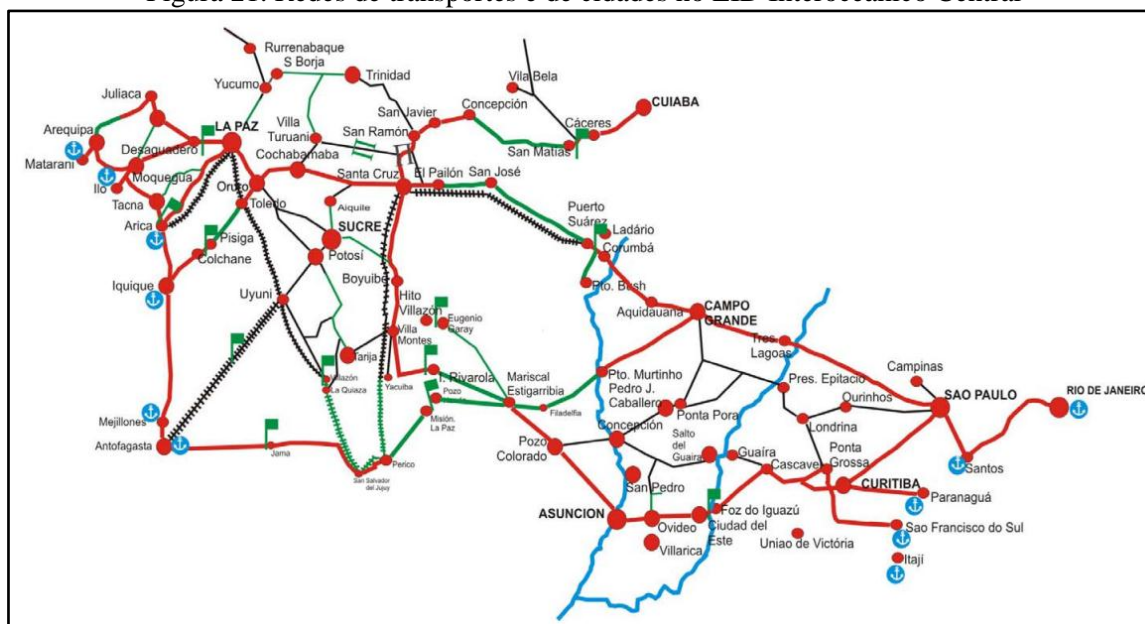 Figura 21: Redes de transportes e de cidades no EID Interoceânico Central
Rurrenabaque
S Borja
Trinidad
Yucumo
Vila Bela
Juliaca
Concepción
CUIABA
San Javier
Cáceres
LA PAZ
Villa
Turuani
San Ramón
Arequipa
San Matías
Desaguadero
Cochabamaba
Matarani
Moquegua
Santa Cruz
El Pailón
San José
Ilo
Oruro
Tacna
Toledo
Aiquile
Puerto
Suárez
Ladário
Arica
SUCRE
Pisiga
Corumbá
Colchane
Potosí
Boyuibe
Pto. Bush
Iquique
Uyuni
Hito
Villazón
Eugenio
Garay
Aquidauana
CAMPO
GRANDE
Villa
Montes
Tres
Lagoas
Tarija
Campinas
Villazón
La Quiaza
Yacuiba
I. Rivarola
Pozo
Mariscal
Estigarribia
Pto. Murtinho
Pedro J.
Caballero
Pres. Epitacio
RIO DE JANEIRO
SAO PAULO
Ourinhos
Filadelfia
Ponta Pora
Mejillones
Misión.
La Paz
Concepción
Londrina
Antofagasta
Jama
Pozo
Colorado
Salto
del
Guaira
Guaíra
Ponta
Grossa
Cascavel
Santos
Perico
San Salvador
del Jujuy
San Pedro
CURITIBA
Paranaguá
ASUNCION
Foz do Iguazú
Ovideo
Ciudad del
Este
Sao Francisco do Sul
Uniao de Victória
Villarica
Itají